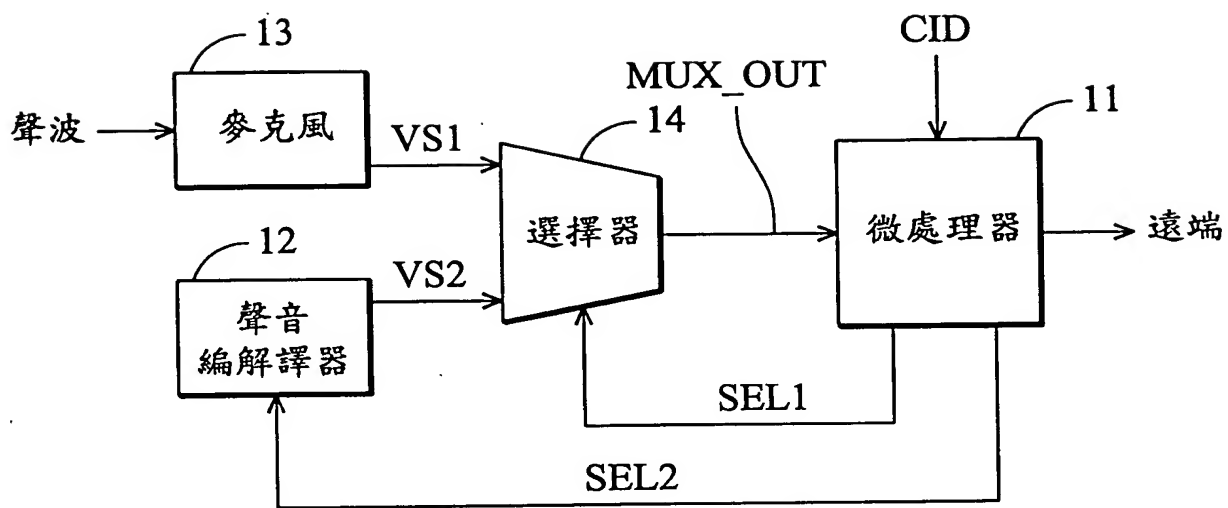 13
聲波
麥克風
VS1
12
聲音
編解譯器
VS2
14
選擇器
MUX_OUT
CID
11
微處理器
遠端
SEL1
SEL2